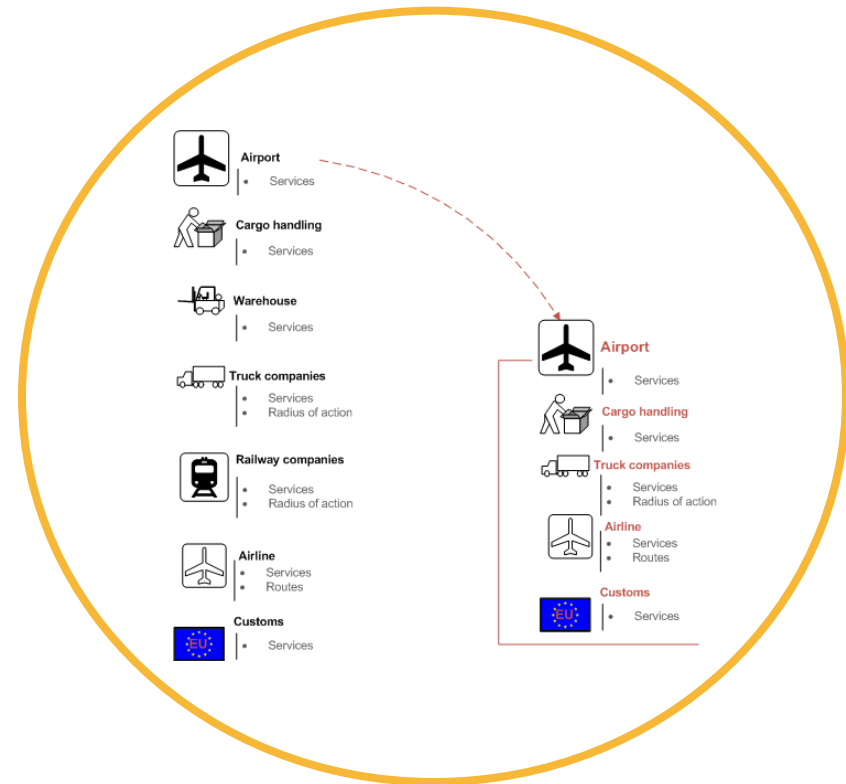 Airport
• Services
Cargo handling
• Services
Warehouse
• Services
Truck companies
• Services
• Radius of action
Railway companies
• Services
• Radius of action
Airline
• Services
• Routes
Customs
EU
• Services
Airport
• Services
Cargo handling
• Services
Truck companies
• Services
• Radius of action
Airline
• Services
• Routes
Customs
EU
• Services